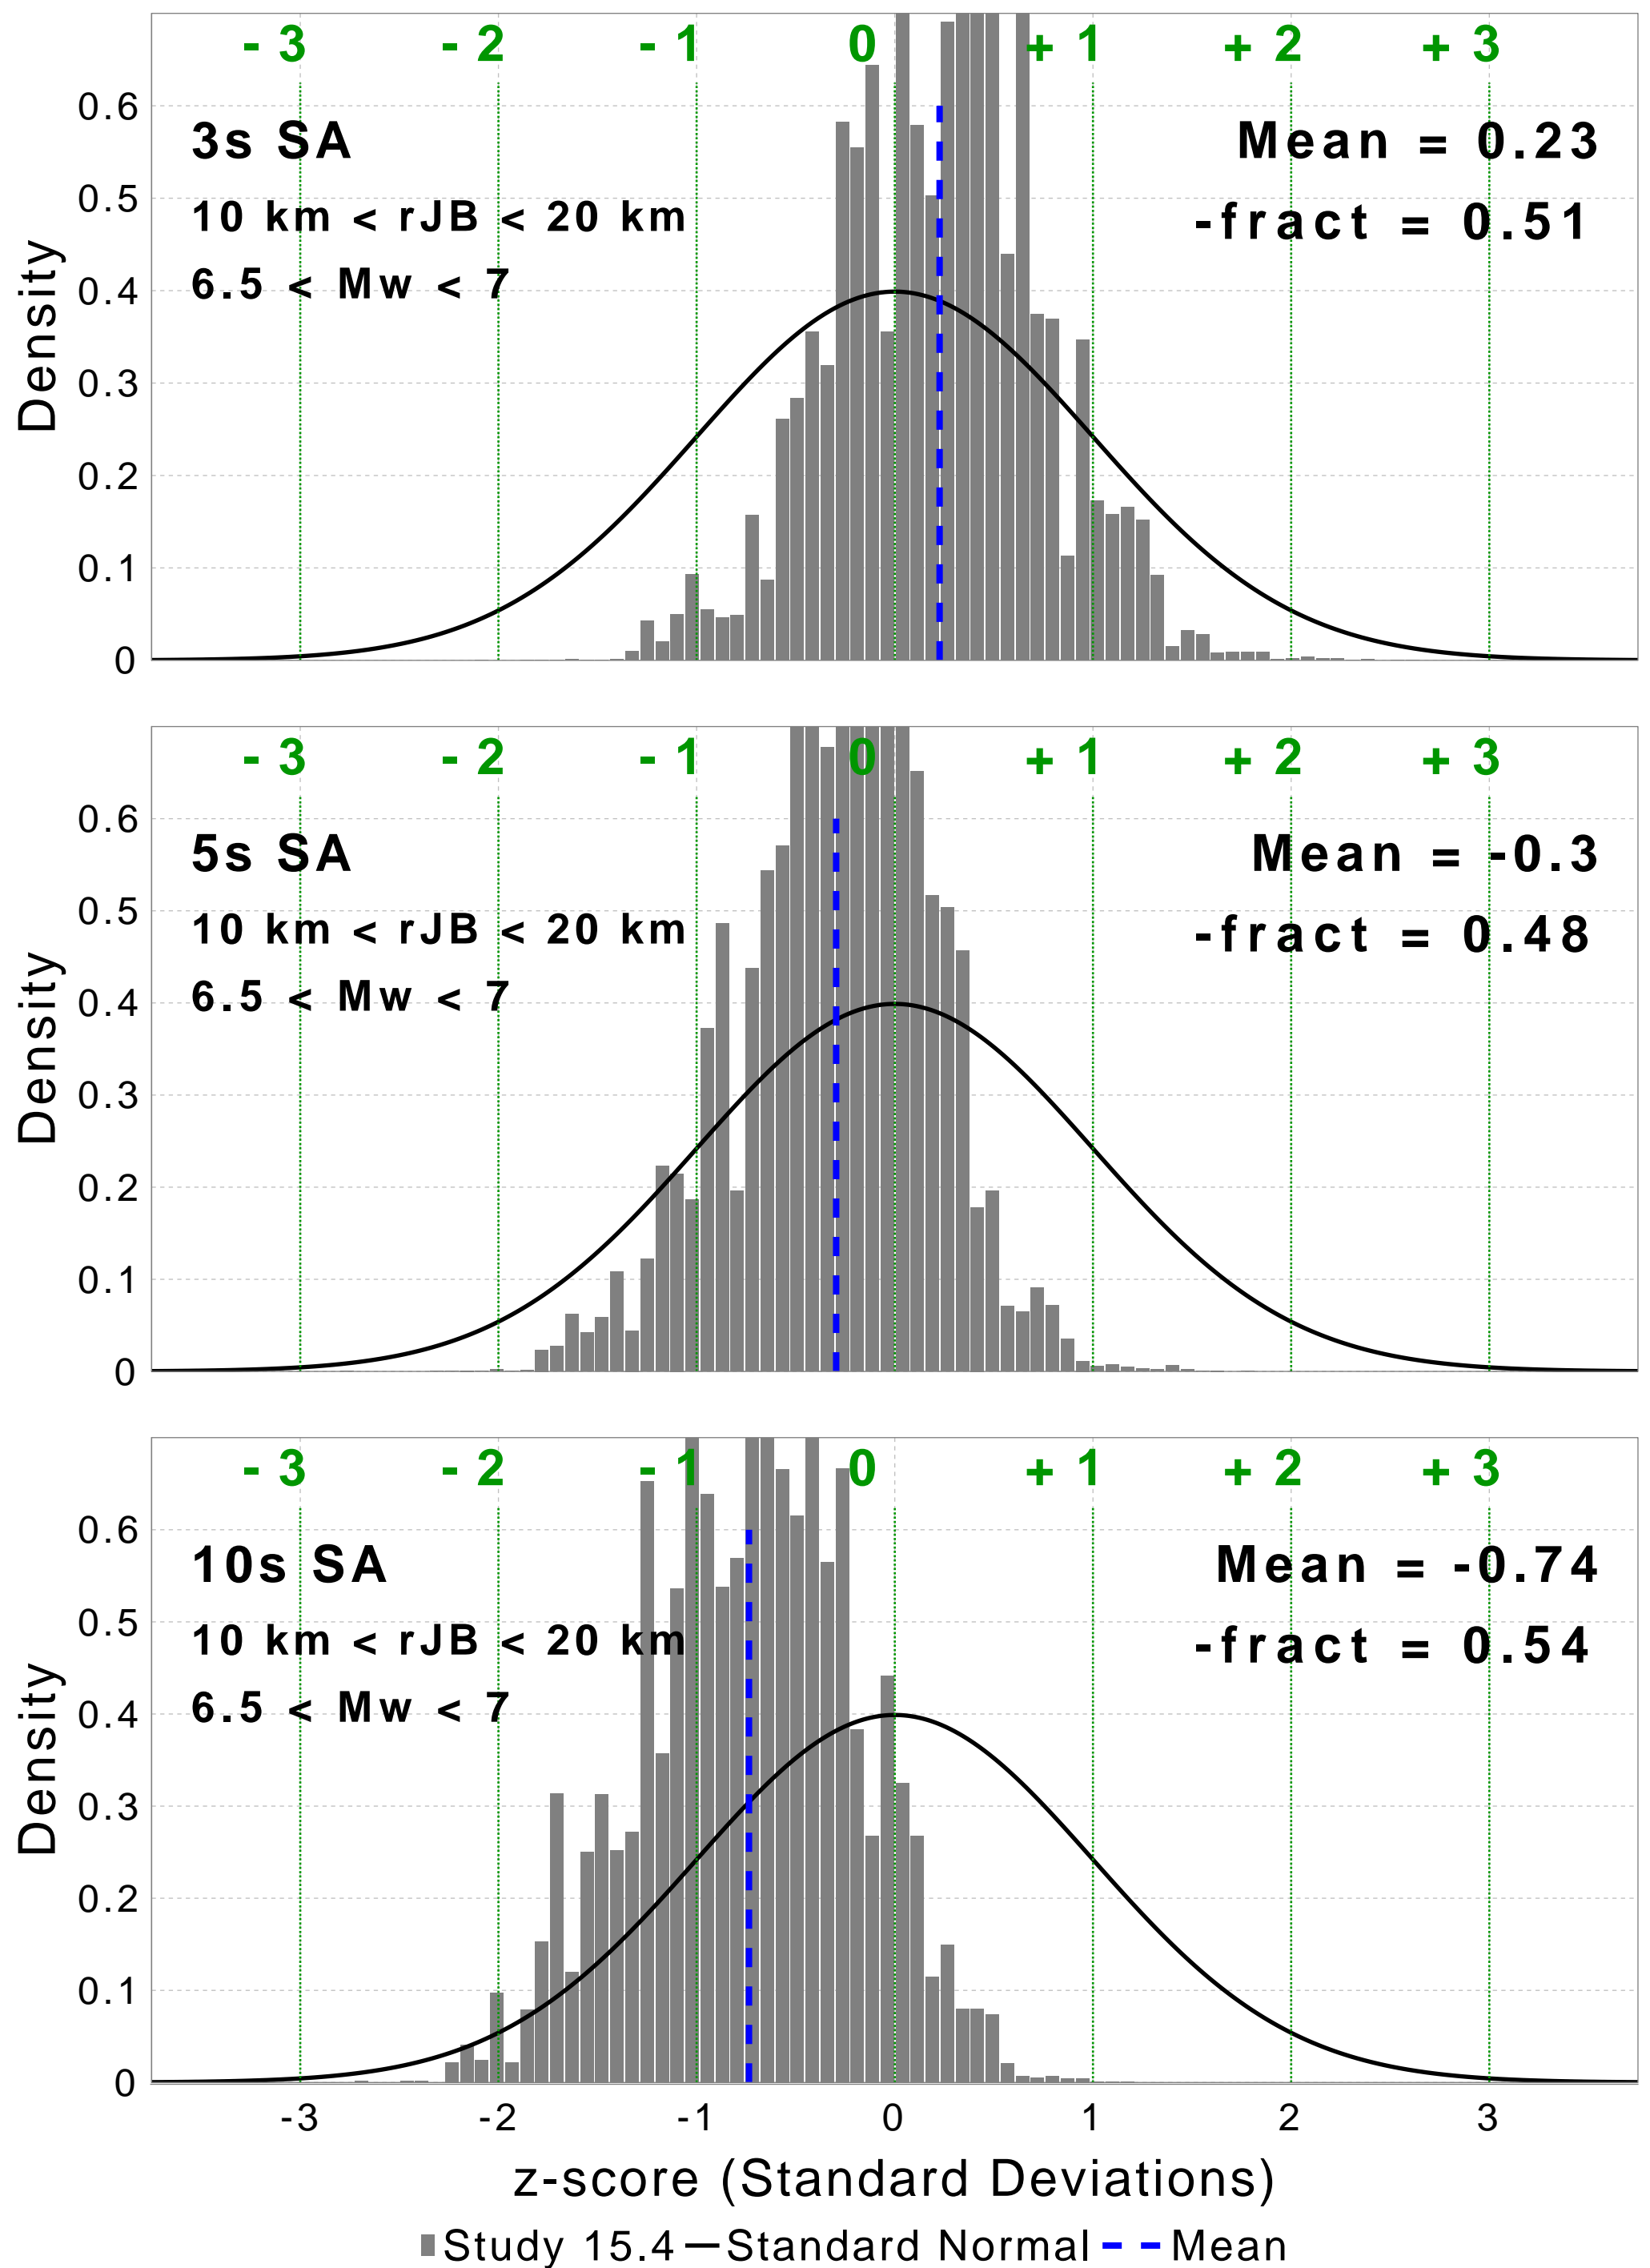 - 3 - 2 - 1 0 + 1 + 2 + 3
0.6
3s SA Mean = 0.23
0.5
10 km < rJB < 20 km -fract = 0.51
6.5 < Mw < 7
0.4
Density
0.3
0.2
0.1
0
- 3 - 2 - 1 0 + 1 + 2 + 3
0.6
5s SA Mean = -0.3
0.5
10 km < rJB < 20 km -fract = 0.48
6.5 < Mw < 7
0.4
Density
0.3
0.2
0.1
0
- 3 - 2 - 1 0 + 1 + 2 + 3
0.6
10s SA Mean = -0.74
0.5
10 km < rJB < 20 km -fract = 0.54
6.5 < Mw < 7
0.4
Density
0.3
0.2
0.1
0
-3 -2 -1 0 1 2 3
z-score (Standard Deviations)
Study 15.4 Standard Normal Mean